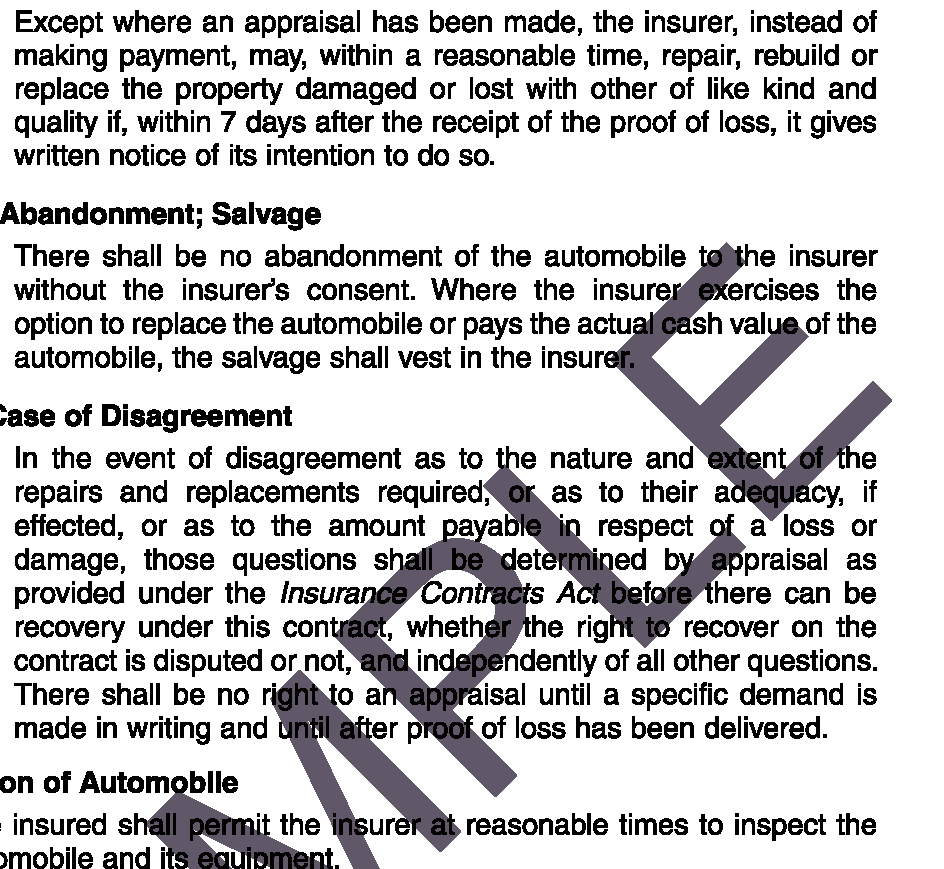 Except where an appraisal has been made, the insurer, instead of
making payment, may, within a reasonable time, repair, rebuild or
replace the property damaged or lost with other of like kind and
quality if, within 7 days after the receipt of the proof of loss, it gives
written notice of its intention to do so.
Abandonment; Salvage
There shall be no abandonment of the automobile to the insurer
without the insurer's consent. Where the insurer exercises the
option to replace the automobile or pays the actual cash value of the
automobile, the salvage shall vest in the insurer.
Case of Disagreement
In the event of disagreement as to the nature and extent of the
repairs and replacements required, or as to their adequacy, if
effected, or as to the amount payable in respect of a loss or
damage, those questions shall be determined by appraisal as
provided under the Insurance Contracts Act before there can be
recovery under this contract, whether the right to recover on the
contract is disputed or not, and independently of all other questions.
There shall be no right to an appraisal until a specific demand is
made in writing and until after proof of loss has been delivered.
on of Automobile
insured shall permit the insurer at reasonable times to inspect the
omobile and its equipment.
MPLE